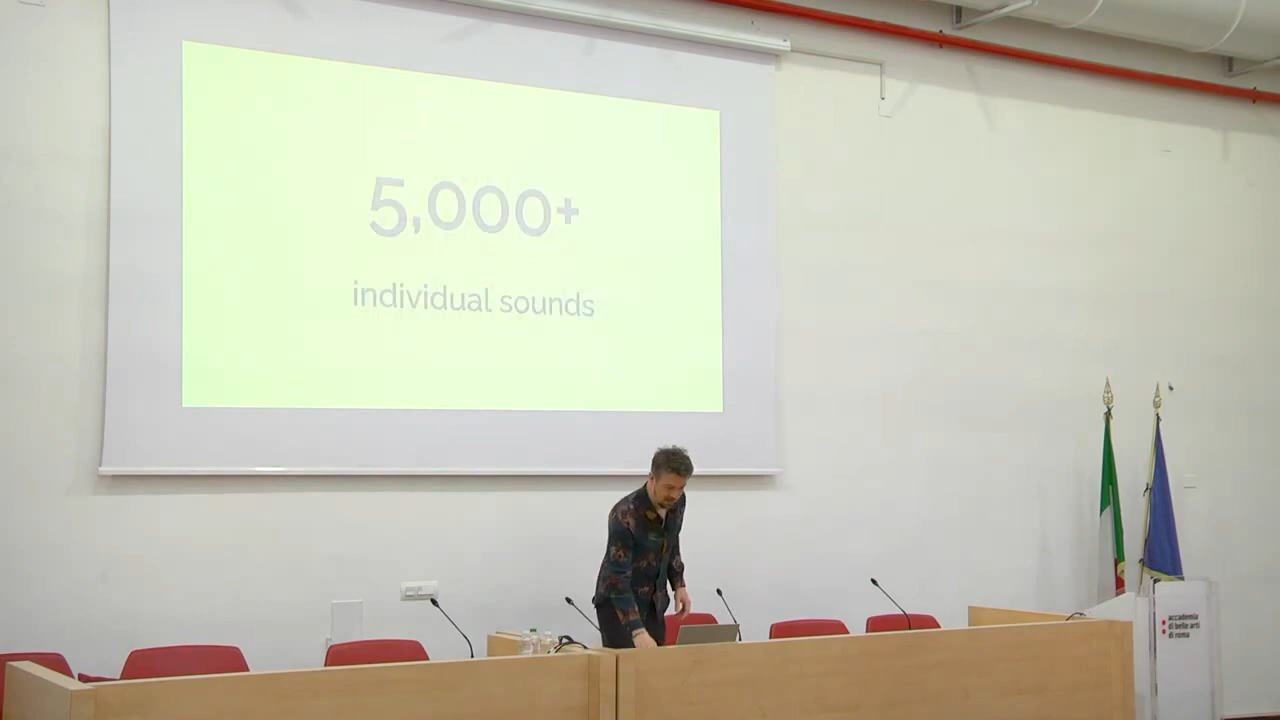 5,000+
individual sounds
accademia
di belle arti
di roma